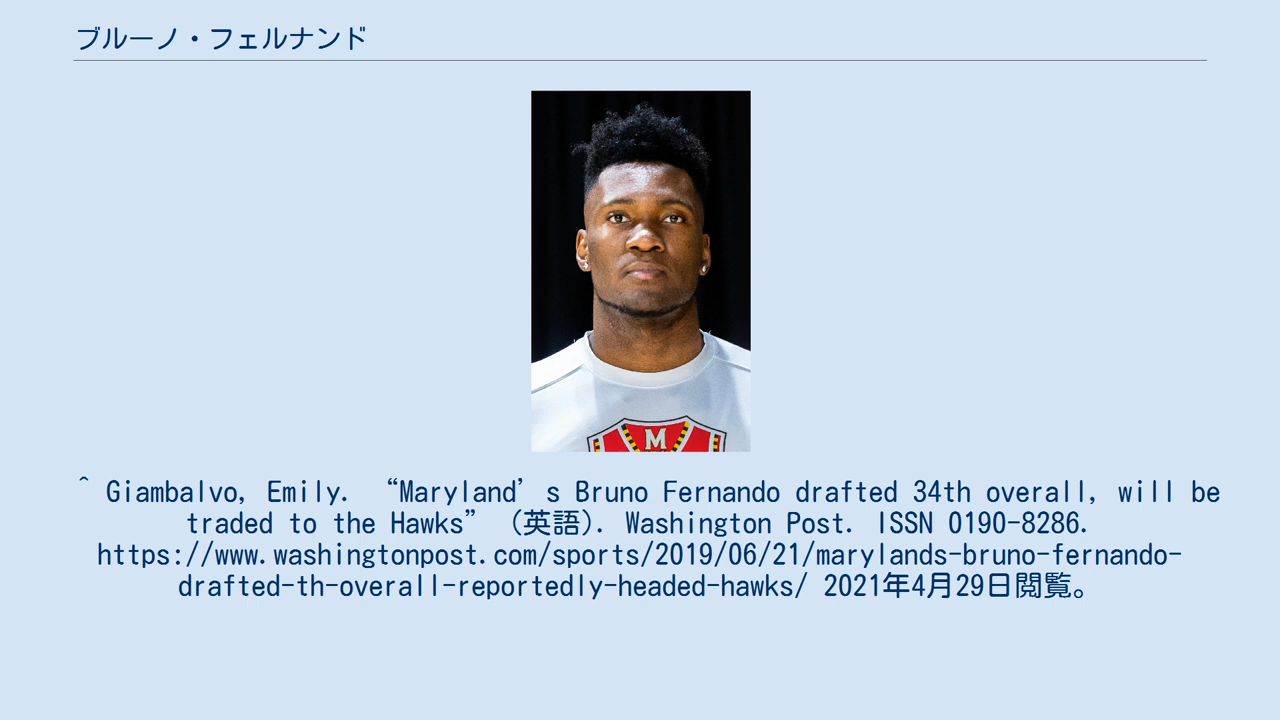 ブルーノ・フェルナンド
M
^ Giambalvo, Emily. “Maryland’s Bruno Fernando drafted 34th overall, will be
traded to the Hawks” (英語). Washington Post. ISSN 0190-8286.
https://www.washingtonpost.com/sports/2019/06/21/marylands-bruno-fernando-
drafted-th-overall-reportedly-headed-hawks/ 2021年4月29日閲覧。